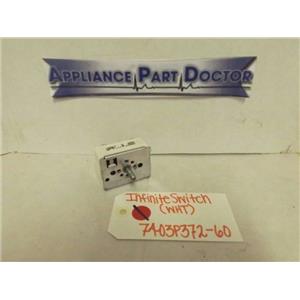 APPLIANCE PART DOCTOR
Infinite Switch
(WHT)
7403P372-60